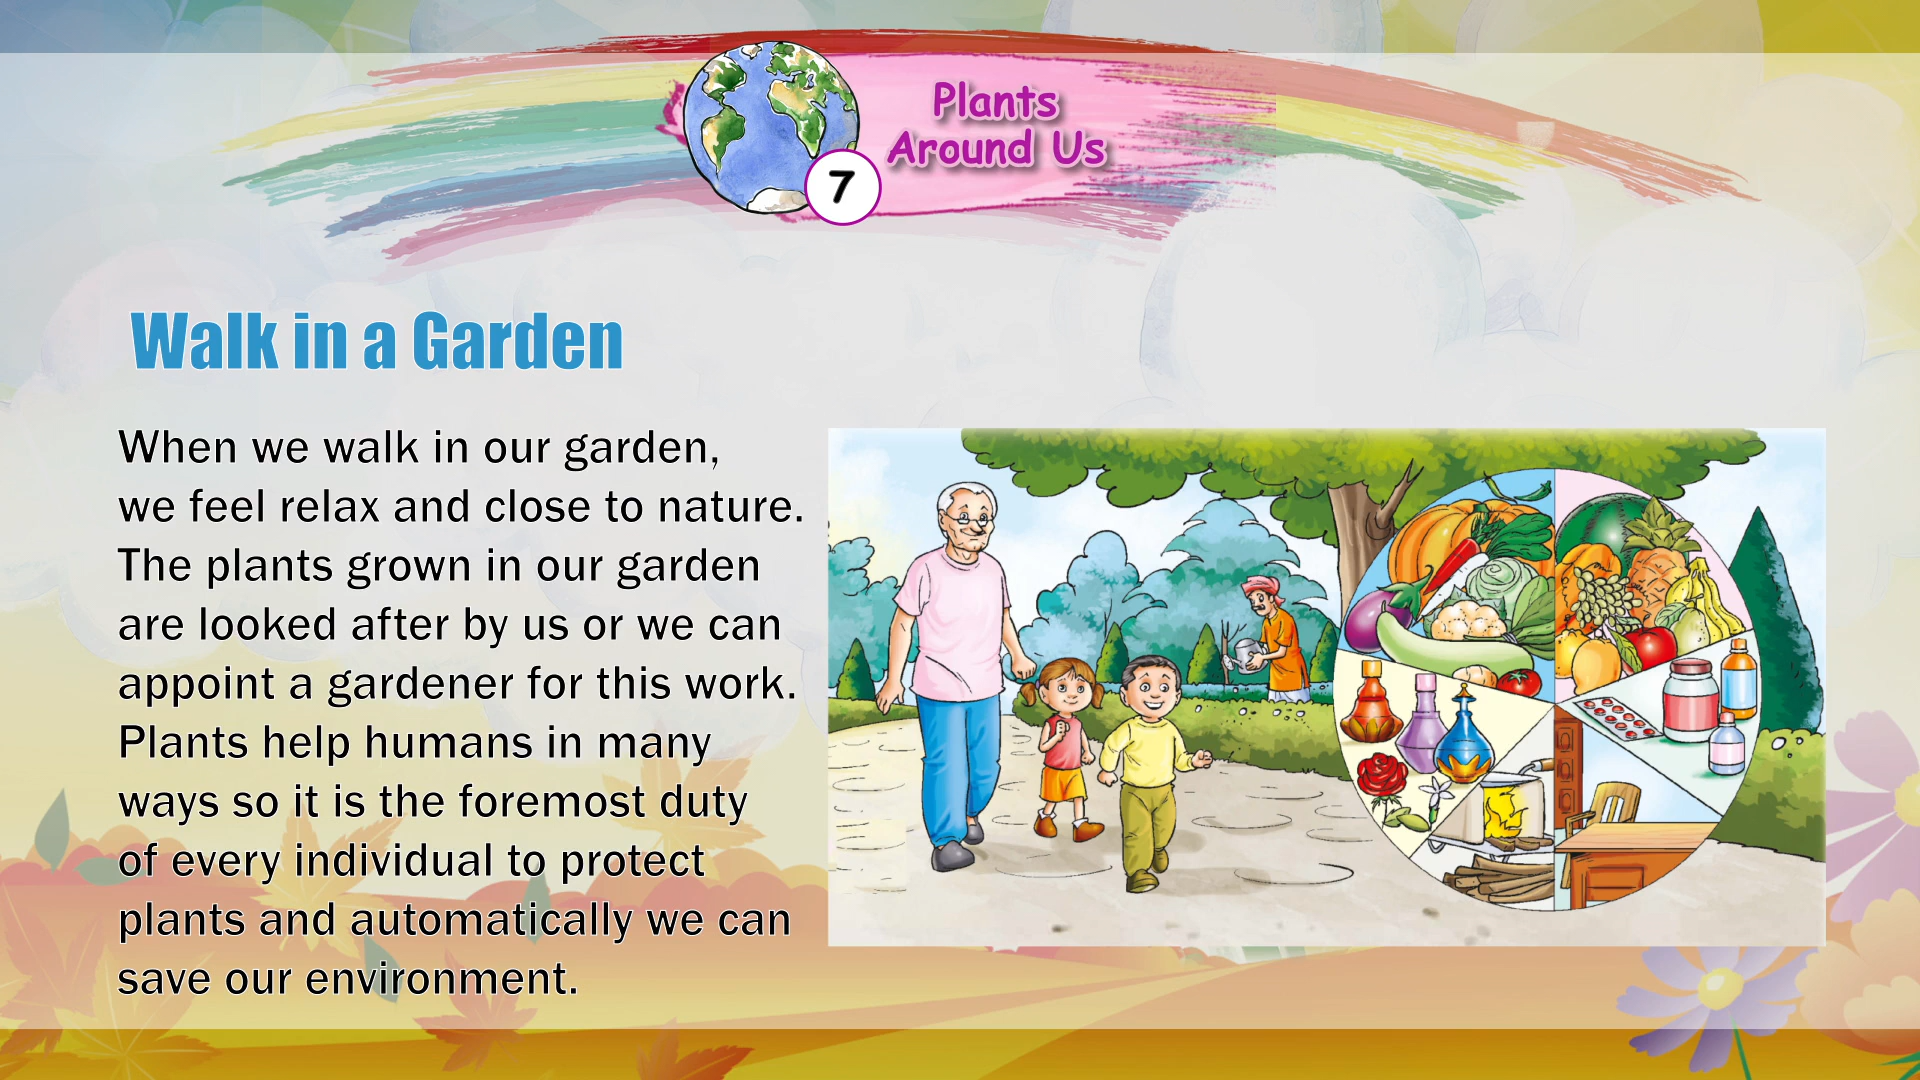 Plants
Around Us
7
Walk in a Garden
When we walk in our garden,
we feel relax and close to nature.
The plants grown in our garden
are looked after by us or we can
appoint a gardener for this work.
Plants help humans in many
ways so it is the foremost duty
of every individual to protect
plants and automatically we can
save our environment.